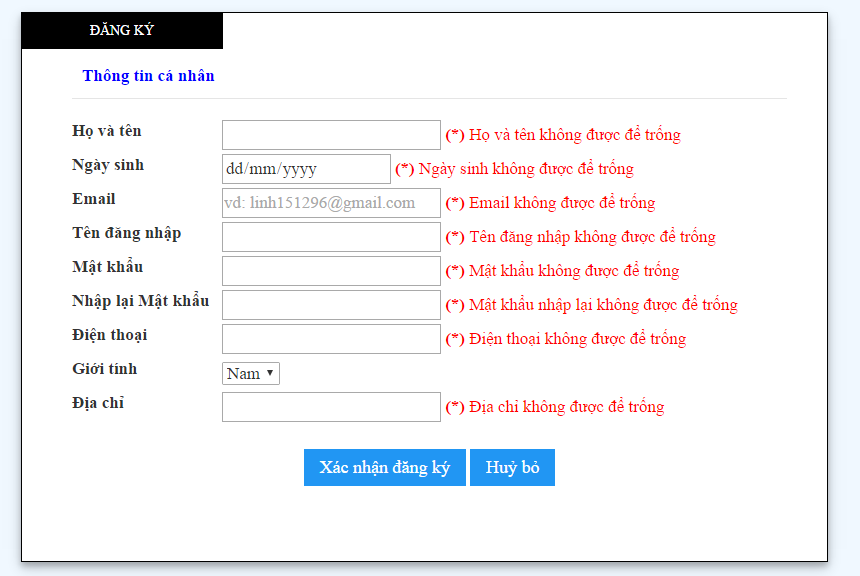 ĐĂNG KÝ
Thông tin cá nhân
Họ và tên (*) Họ và tên không được để trống
Ngày sinh dd/mm/yyyy (*) Ngày sinh không được để trống
Email vd: linh151296@gmail.com (*) Email không được để trống
Tên đăng nhập (*) Tên đăng nhập không được để trống
Mật khẩu (*) Mật khẩu không được để trống
Nhập lại Mật khẩu (*) Mật khẩu nhập lại không được để trống
Điện thoại (*) Điện thoại không được để trống
Giới tính Nam
Địa chỉ (*) Địa chỉ không được để trống
Xác nhận đăng ký Huỷ bỏ